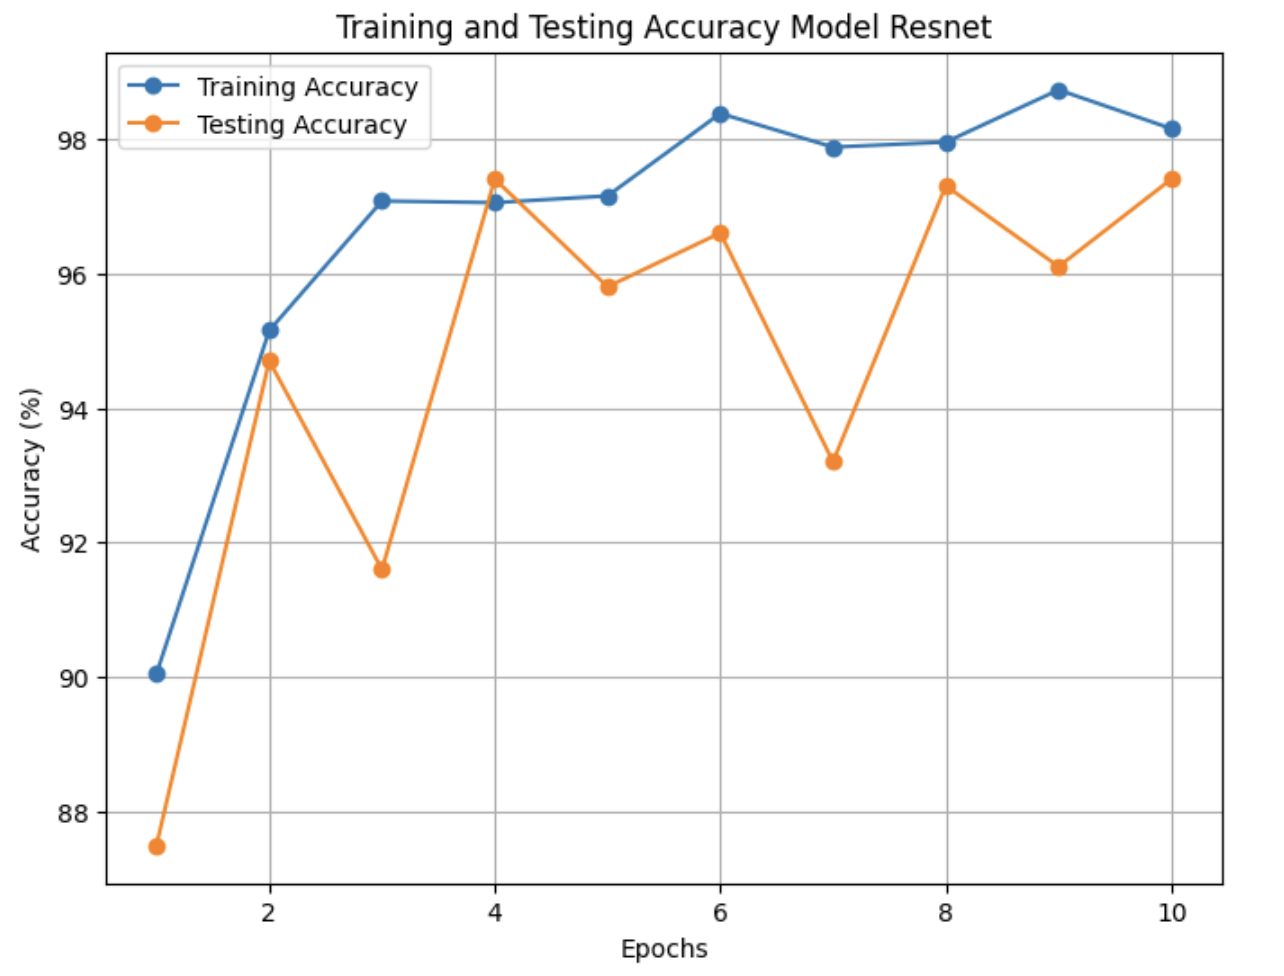 Training and Testing Accuracy Model Resnet
Training Accuracy
Testing Accuracy
98
96
94
92
90
88
Accuracy (%)
2 4 6 8 10
Epochs